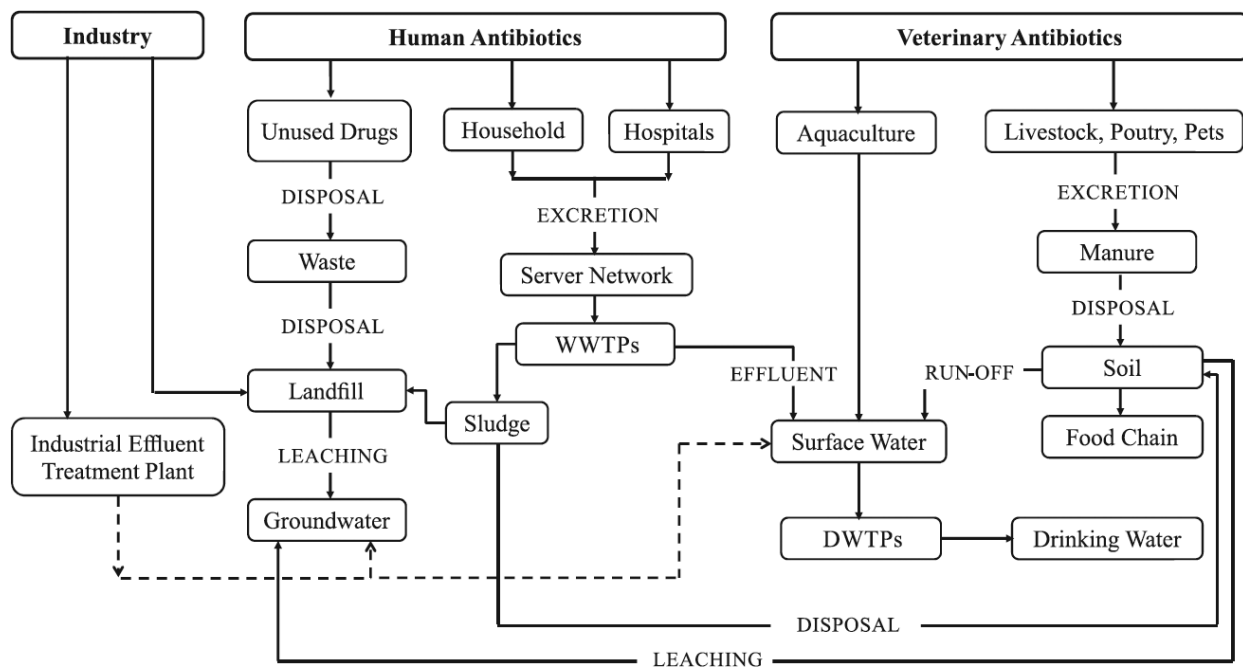 Industry
Human Antibiotics
Veterinary Antibiotics
Unused Drugs
Household
Hospitals
Aquaculture
Livestock, Poutry, Pets
DISPOSAL
EXCRETION
EXCRETION
Waste
Server Network
Manure
DISPOSAL
DISPOSAL
WWTPs
EFFLUENT
RUN-OFF
Soil
Landfill
Sludge
Industrial Effluent
Treatment Plant
Surface Water
Food Chain
LEACHING
Groundwater
DWTPs
Drinking Water
DISPOSAL
LEACHING